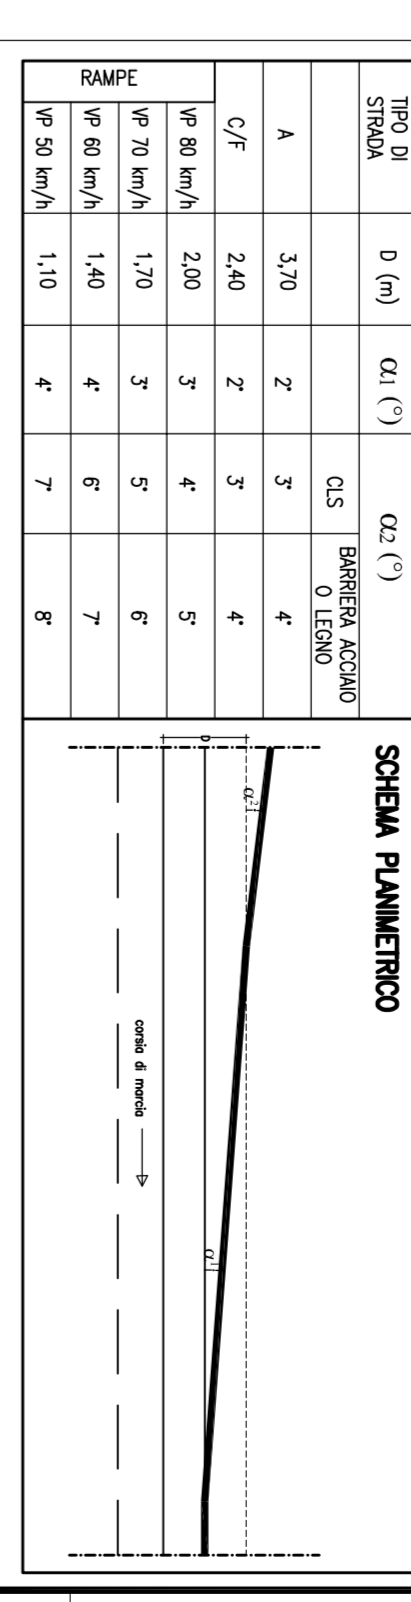 TIPO DI
STRADA
D (m)
α1 (°)
α2 (°)
CLS
BARRIERA ACCIAIO
O LEGNO
A
3,70
2°
3°
4°
C/F
2,40
2°
3°
4°
RAMPE
VP 80 km/h
2,00
3°
4°
5°
VP 70 km/h
1,70
3°
5°
6°
VP 60 km/h
1,40
4°
6°
7°
VP 50 km/h
1,10
4°
7°
8°
SCHEMA PLANIMETRICO
D
α2
α1
corsia di marcia